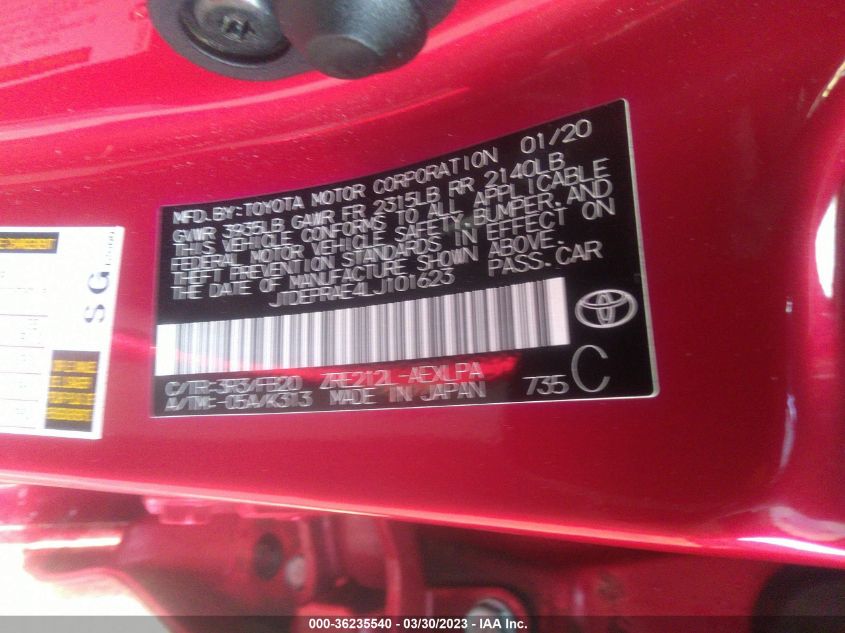 MFD.BY:TOYOTA MOTOR CORPORATION 01/20
GVWR 3935LB GAWR FR 2315LB RR 2140LB
THIS VEHICLE CONFORMS TO ALL APPLICABLE
FEDERAL MOTOR VEHICLE SAFETY, BUMPER, AND
THEFT PREVENTION STANDARDS IN EFFECT ON
THE DATE OF MANUFACTURE SHOWN ABOVE.
JTDEPRAE4LJ101623 PASS.CAR
C/TR:3R3/FB20 ZRE212L-AEXLPA
A/TM:-05A/K313 MADE IN JAPAN 735 C
SG
000-36235540 - 03/30/2023 - IAA Inc.